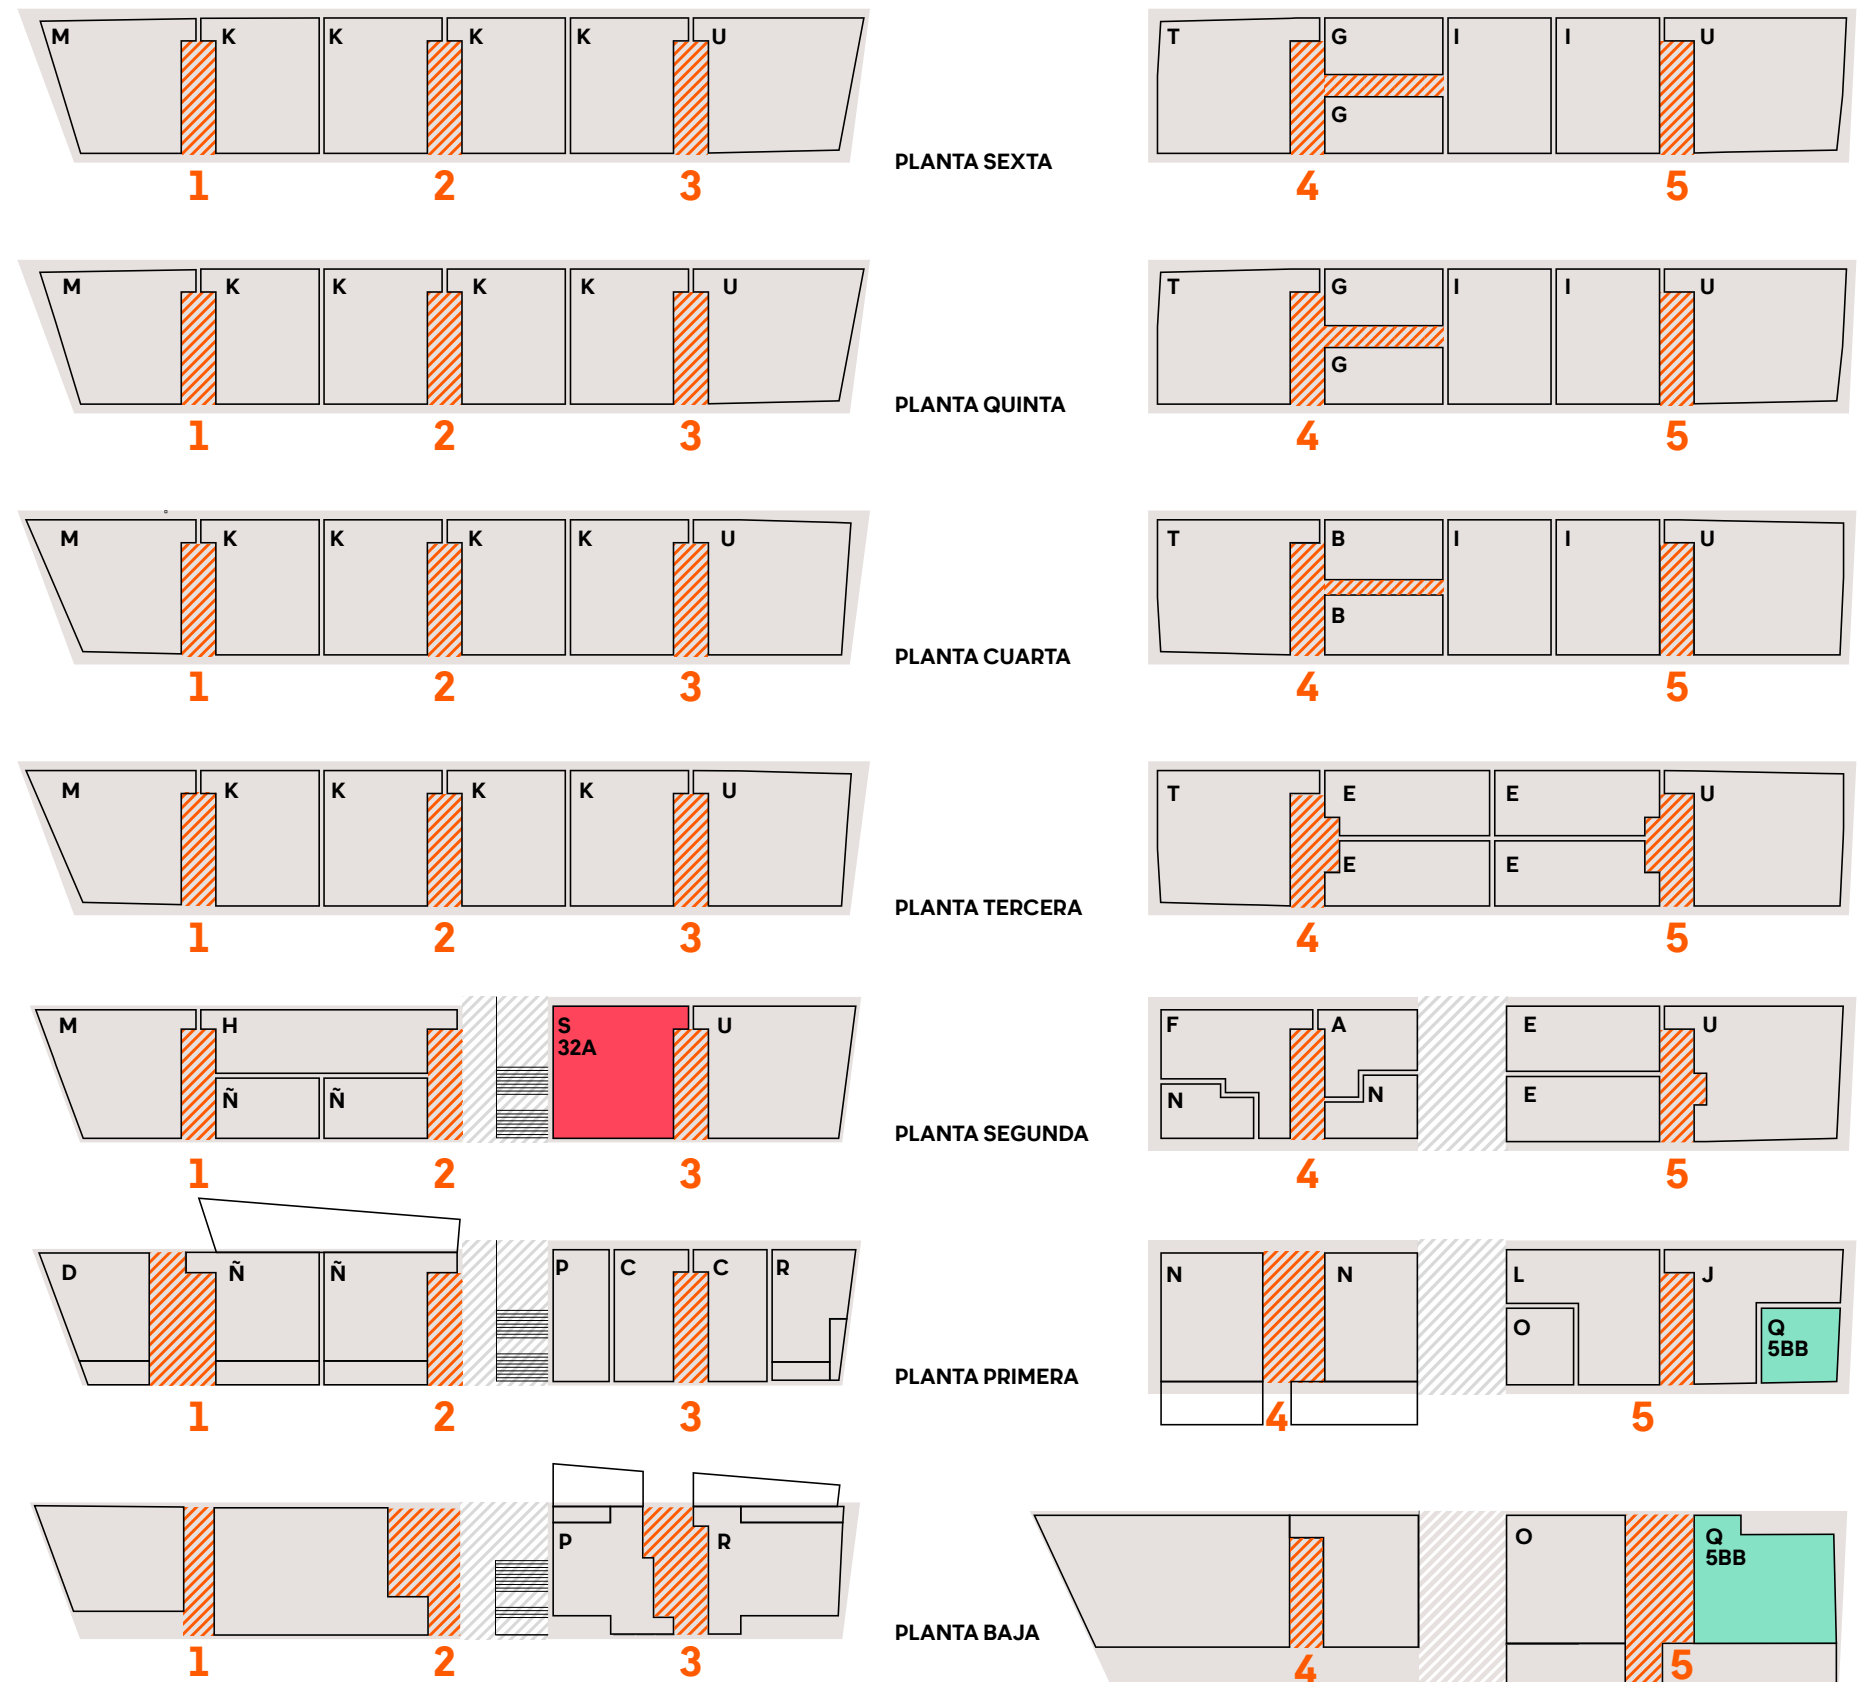 M K K K K U T G I I U
G
PLANTA SEXTA
1 2 3 4 5
M K K K K U T G I I U
G
PLANTA QUINTA
1 2 3 4 5
M K K K K U T B I I U
B
PLANTA CUARTA
1 2 3 4 5
M K K K K U T E E U
E E
PLANTA TERCERA
1 2 3 4 5
M H S U F A E U
32A
Ñ Ñ N N E
PLANTA SEGUNDA
1 2 3 4 5
D Ñ Ñ P C C R N N L J
O Q
5BB
PLANTA PRIMERA
1 2 3 4 5
P R O Q
5BB
PLANTA BAJA
1 2 3 4 5